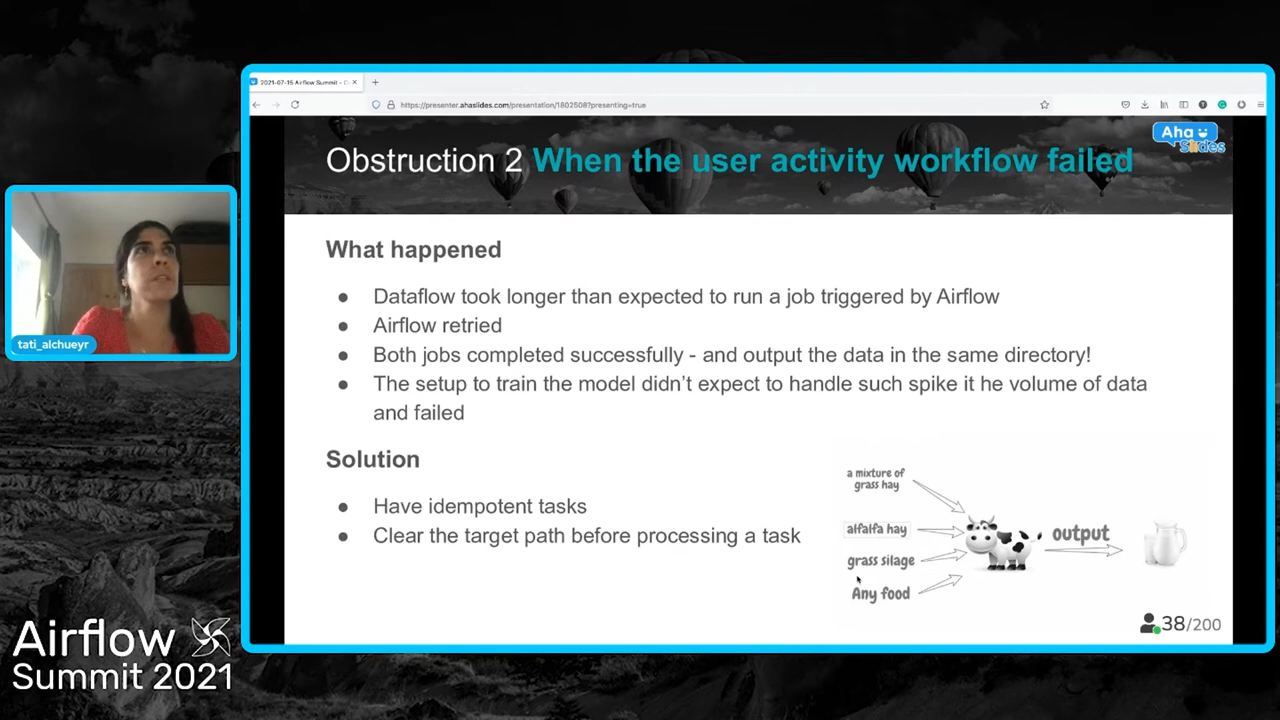 2021-07-15 Airflow Summit - C
https://presenter.ahaslides.com/presentation/1802508?presenting=true
Obstruction 2 When the user activity workflow failed
Aha
Slides
What happened
● Dataflow took longer than expected to run a job triggered by Airflow
● Airflow retried
● Both jobs completed successfully - and output the data in the same directory!
● The setup to train the model didn't expect to handle such spike it he volume of data
and failed
Solution
● Have idempotent tasks
● Clear the target path before processing a task
a mixture of
grass hay
alfalfa hay
grass silage
Any food
output
38/200
tati_alchueyr
Airflow
Summit 2021